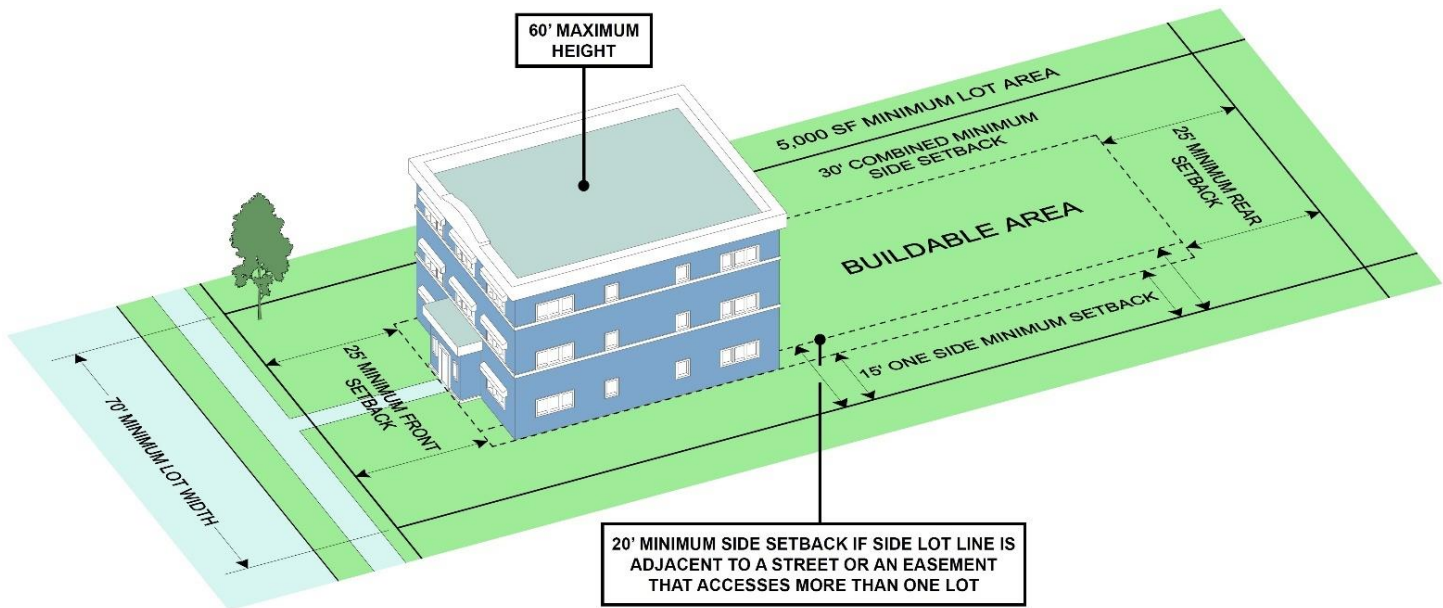 60' MAXIMUM
HEIGHT
5,000 SF MINIMUM LOT AREA
30' COMBINED MINIMUM
SIDE SETBACK
25' MINIMUM REAR
SETBACK
BUILDABLE AREA
15' ONE SIDE MINIMUM SETBACK
25' MINIMUM FRONT
SETBACK
70' MINIMUM LOT WIDTH
20' MINIMUM SIDE SETBACK IF SIDE LOT LINE IS
ADJACENT TO A STREET OR AN EASEMENT
THAT ACCESSES MORE THAN ONE LOT